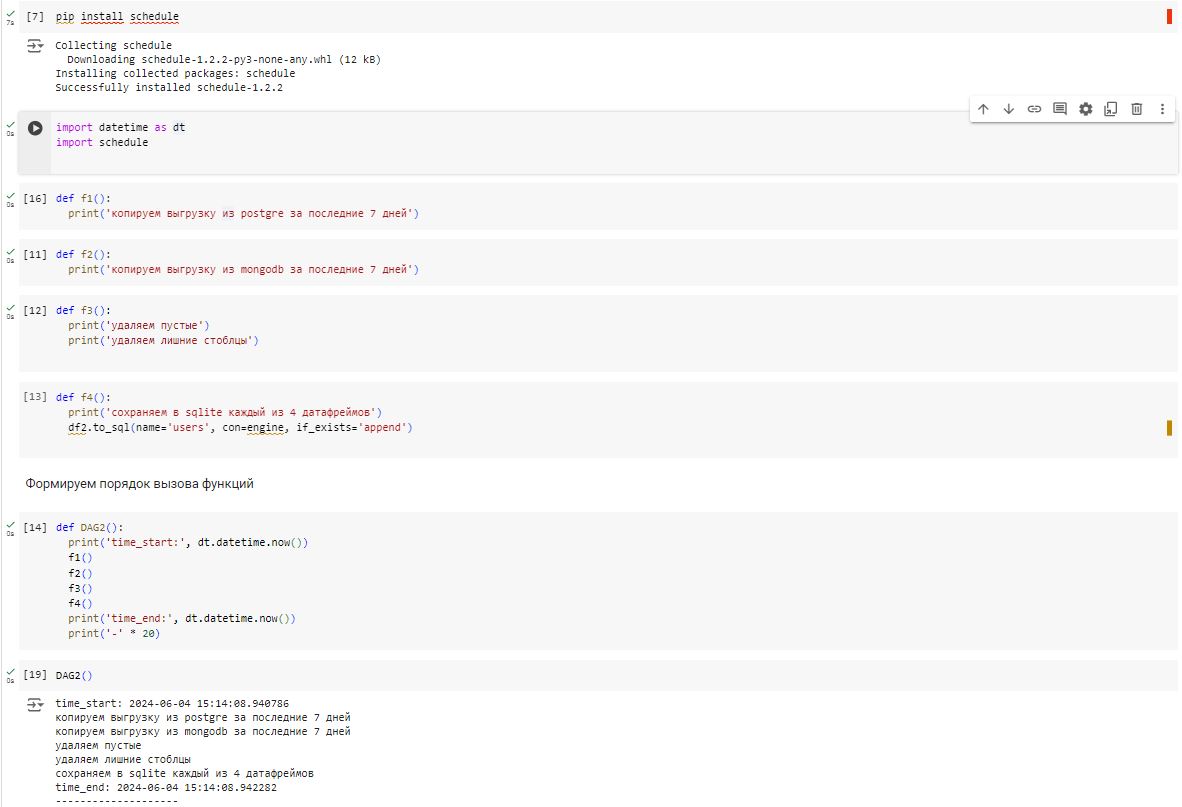 [7] pip install schedule
7s
Collecting schedule
  Downloading schedule-1.2.2-py3-none-any.whl (12 kB)
Installing collected packages: schedule
Successfully installed schedule-1.2.2
0s
import datetime as dt
import schedule
[16] def f1():
0s
  print('копируем выгрузку из postgre за последние 7 дней')
[11] def f2():
0s
  print('копируем выгрузку из mongodb за последние 7 дней')
[12] def f3():
0s
  print('удаляем пустые')
  print('удаляем лишние стоблцы')
[13] def f4():
  print('сохраняем в sqlite каждый из 4 датафреймов')
  df2.to_sql(name='users', con=engine, if_exists='append')
Формируем порядок вызова функций
[14] def DAG2():
0s
  print('time_start:', dt.datetime.now())
  f1()
  f2()
  f3()
  f4()
  print('time_end:', dt.datetime.now())
  print('-' * 20)
[19] DAG2()
0s
time_start: 2024-06-04 15:14:08.940786
копируем выгрузку из postgre за последние 7 дней
копируем выгрузку из mongodb за последние 7 дней
удаляем пустые
удаляем лишние стоблцы
сохраняем в sqlite каждый из 4 датафреймов
time_end: 2024-06-04 15:14:08.942282
--------------------